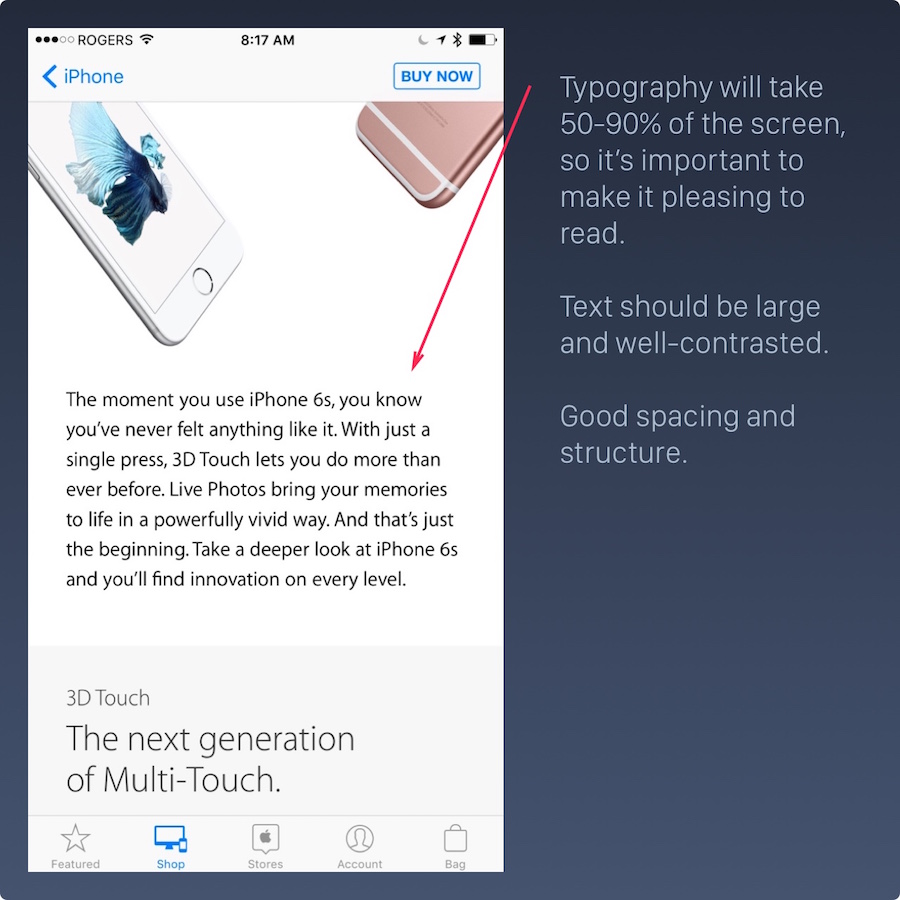 ROGERS 8:17 AM
iPhone BUY NOW
The moment you use iPhone 6s, you know
you’ve never felt anything like it. With just a
single press, 3D Touch lets you do more than
ever before. Live Photos bring your memories
to life in a powerfully vivid way. And that’s just
the beginning. Take a deeper look at iPhone 6s
and you’ll find innovation on every level.
3D Touch
The next generation
of Multi-Touch.
Featured Shop Stores Account Bag
Typography will take
50-90% of the screen,
so it’s important to
make it pleasing to
read.
Text should be large
and well-contrasted.
Good spacing and
structure.